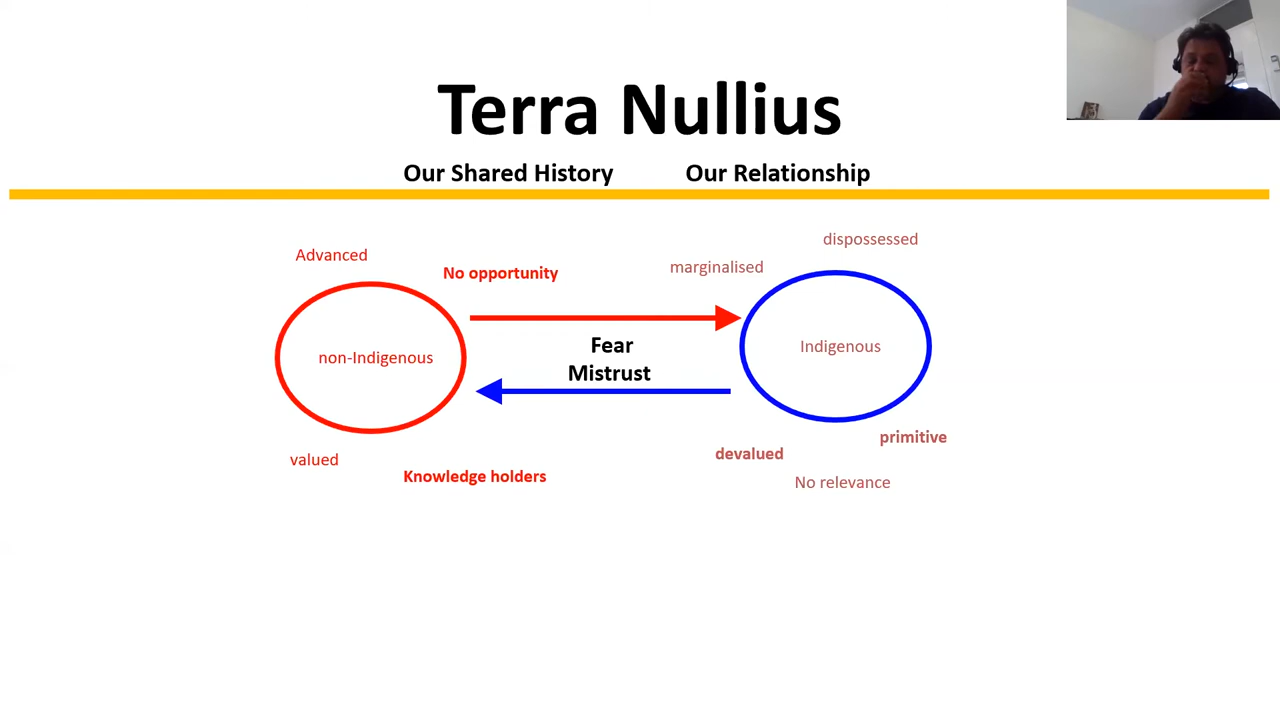 Terra Nullius
Our Shared History Our Relationship
dispossessed
Advanced
marginalised
No opportunity
Fear
Mistrust
non-Indigenous
Indigenous
primitive
devalued
valued
Knowledge holders
No relevance